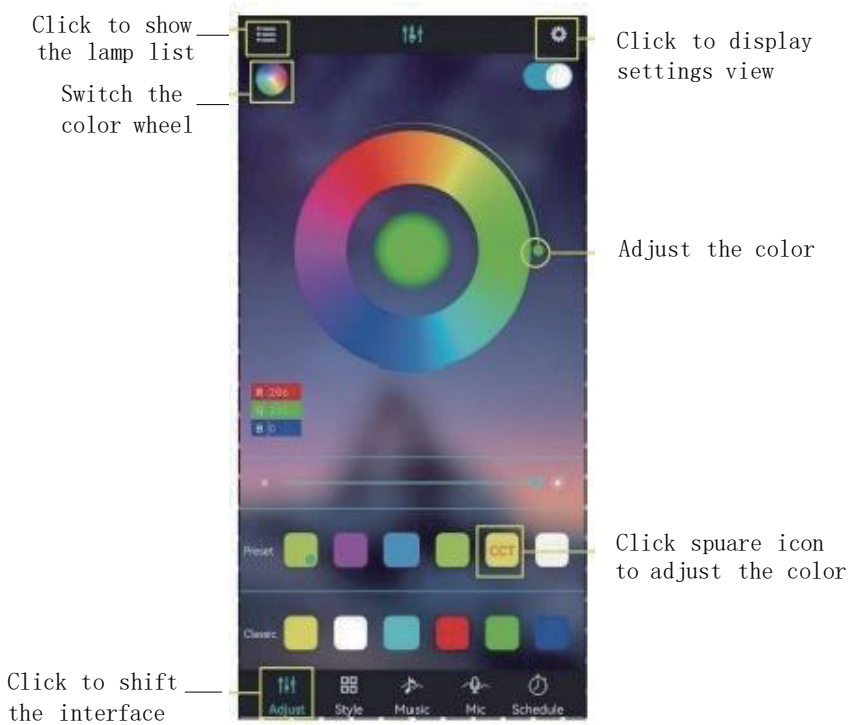 Click to show
the lamp list
Click to display
settings view
Switch the
color wheel
Adjust the color
R 206
G
B 0
Preset
CCT
Click spuare icon
to adjust the color
Classic
Click to shift
the interface
Adjust
Style
Music
Mic
Schedule